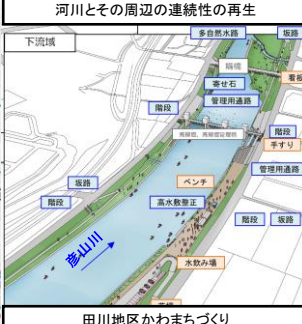 河川とその周辺の連続性の再生
下流域
多自然水路
坂路
看板
寄せ石
管理用通路
階段
階段
手すり
管理用通路
坂路
ベンチ
階段
高水敷整正
階段
坂路
彦山川
水飲み場
田川地区かわまちづくり